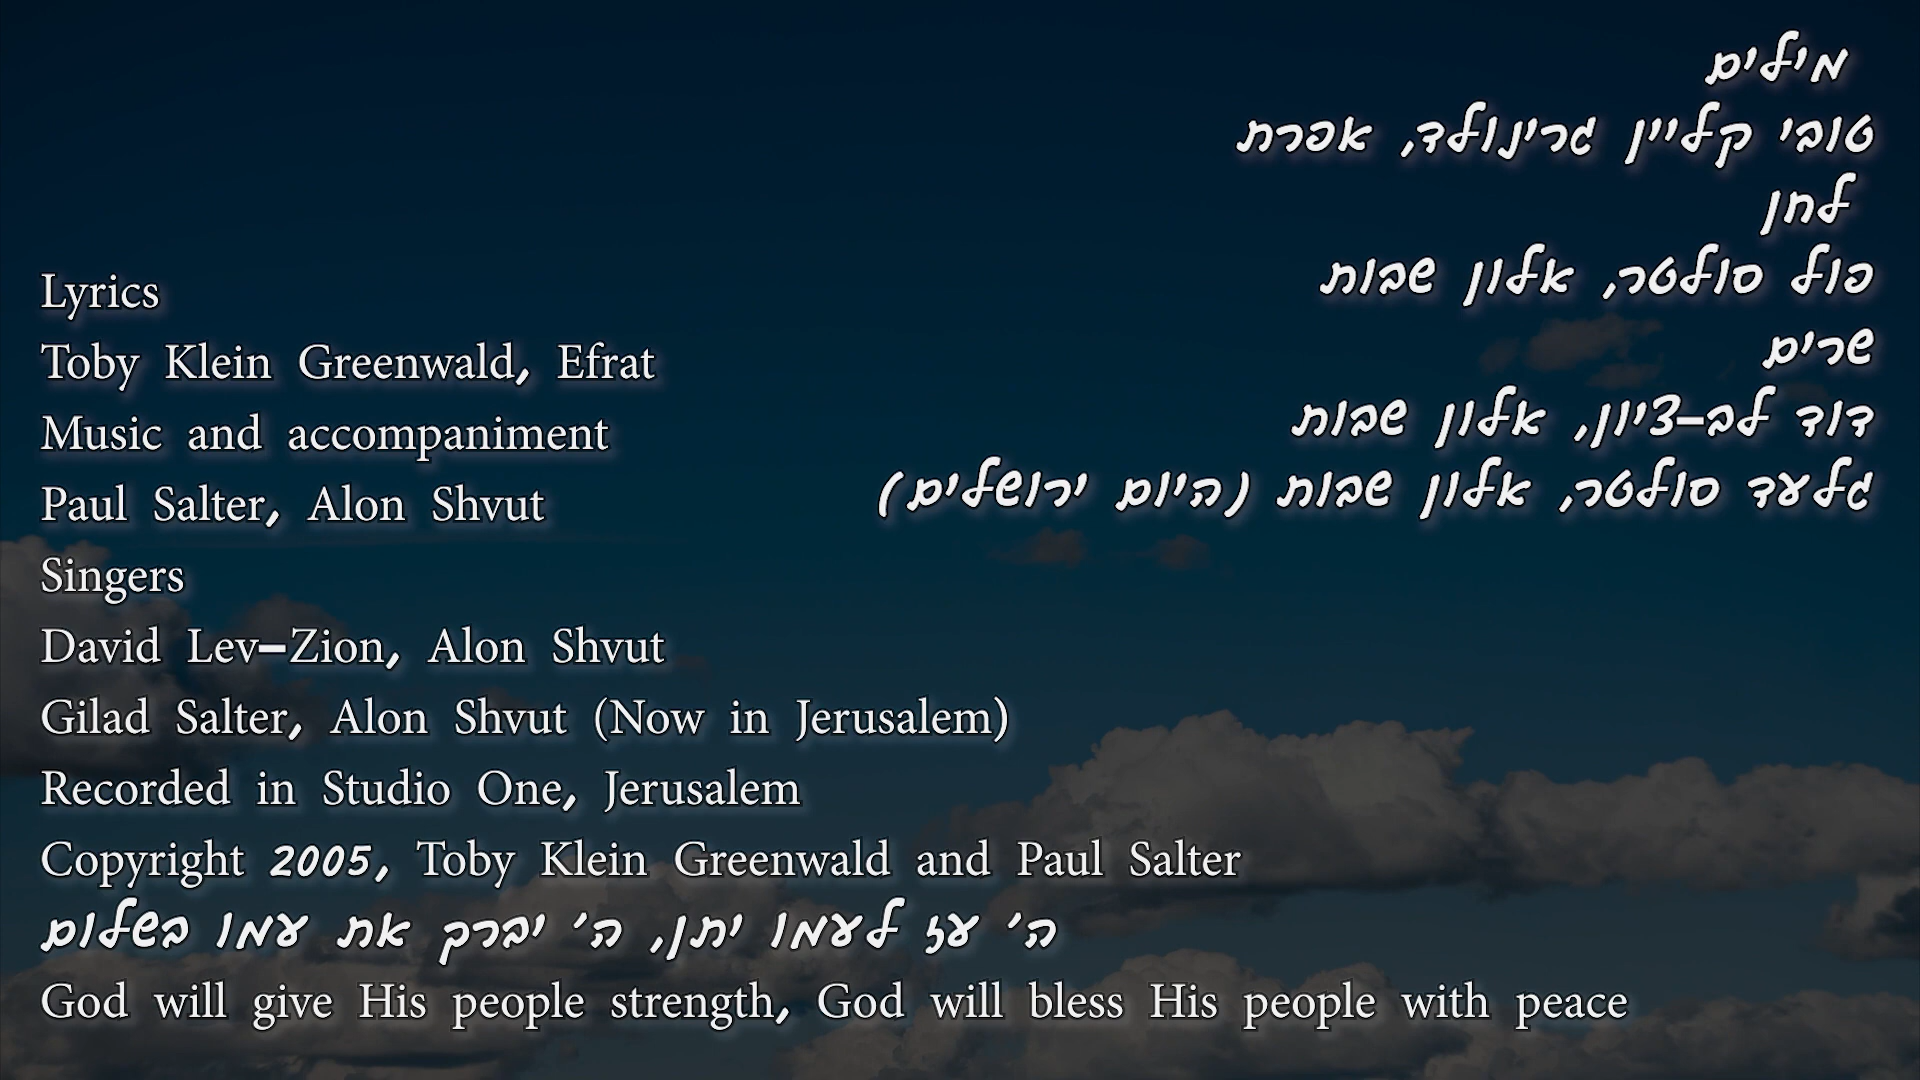 מילים
טובי קליין גרינולד, אפרת
לחן
פול סולטר, אלון שבות
שרים
דוד לב-ציון, אלון שבות
גלעד סולטר, אלון שבות (היום ירושלים)
Lyrics
Toby Klein Greenwald, Efrat
Music and accompaniment
Paul Salter, Alon Shvut
Singers
David Lev-Zion, Alon Shvut
Gilad Salter, Alon Shvut (Now in Jerusalem)
Recorded in Studio One, Jerusalem
Copyright 2005, Toby Klein Greenwald and Paul Salter
ה' עז לעמו יתן, ה' יברך את עמו בשלום
God will give His people strength, God will bless His people with peace